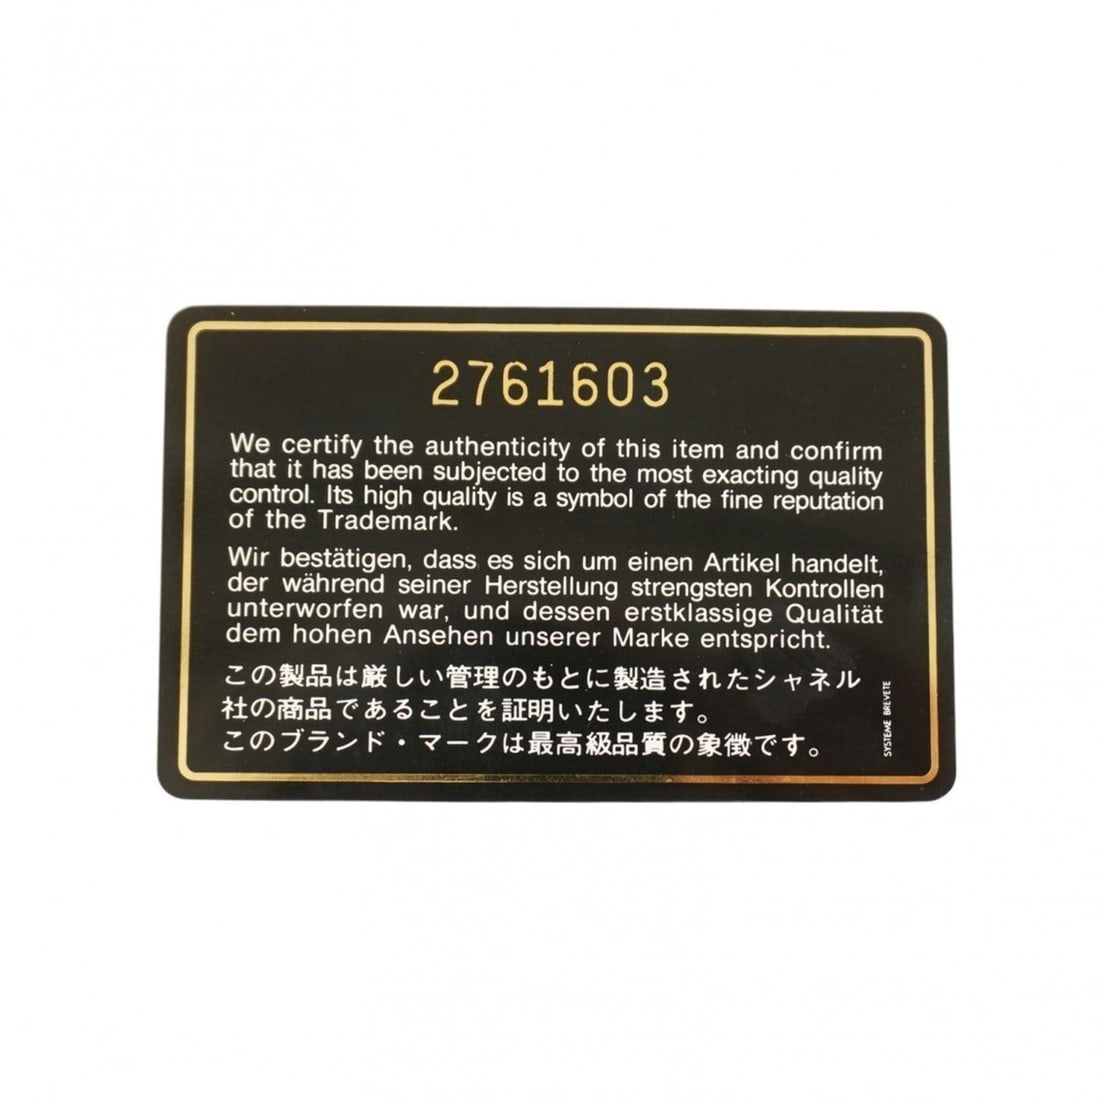 2761603
We certify the authenticity of this item and confirm
that it has been subjected to the most exacting quality
control. Its high quality is a symbol of the fine reputation
of the Trademark.
Wir bestätigen, dass es sich um einen Artikel handelt,
der während seiner Herstellung strengsten Kontrollen
unterworfen war, und dessen erstklassige Qualität
dem hohen Ansehen unserer Marke entspricht.
この製品は厳しい管理のもとに製造されたシャネル
社の商品であることを証明いたします。
このブランド・マークは最高級品質の象徴です。
SYSTEME BREVETE